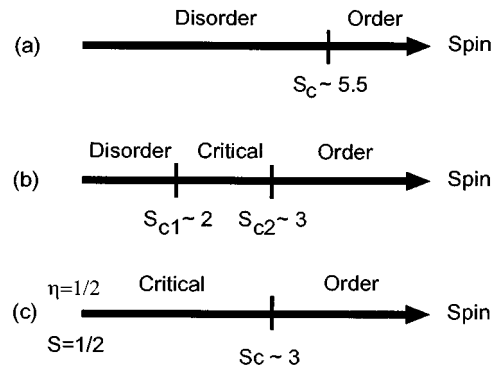 Disorder Order
(a) Spin
S_c ~ 5.5
Disorder Critical Order
(b) Spin
S_c1 ~ 2 S_c2 ~ 3
η=1/2 Critical Order
(c) Spin
S=1/2 Sc ~ 3